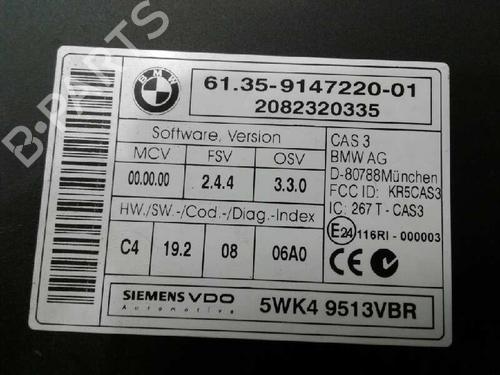 BMW
61.35-9147220-01
2082320335
Software, Version
MCV FSV OSV
00.00.00 2.4.4 3.3.0
HW./SW.-/Cod.-/Diag.-Index
C4 19.2 08 06A0
CAS 3
BMW AG
D-80788München
FCC ID: KR5CAS3
IC: 267 T - CAS3
E24 116RI - 000003
CE
SIEMENS VDO
Automotive
5WK4 9513VBR
B-PARTS